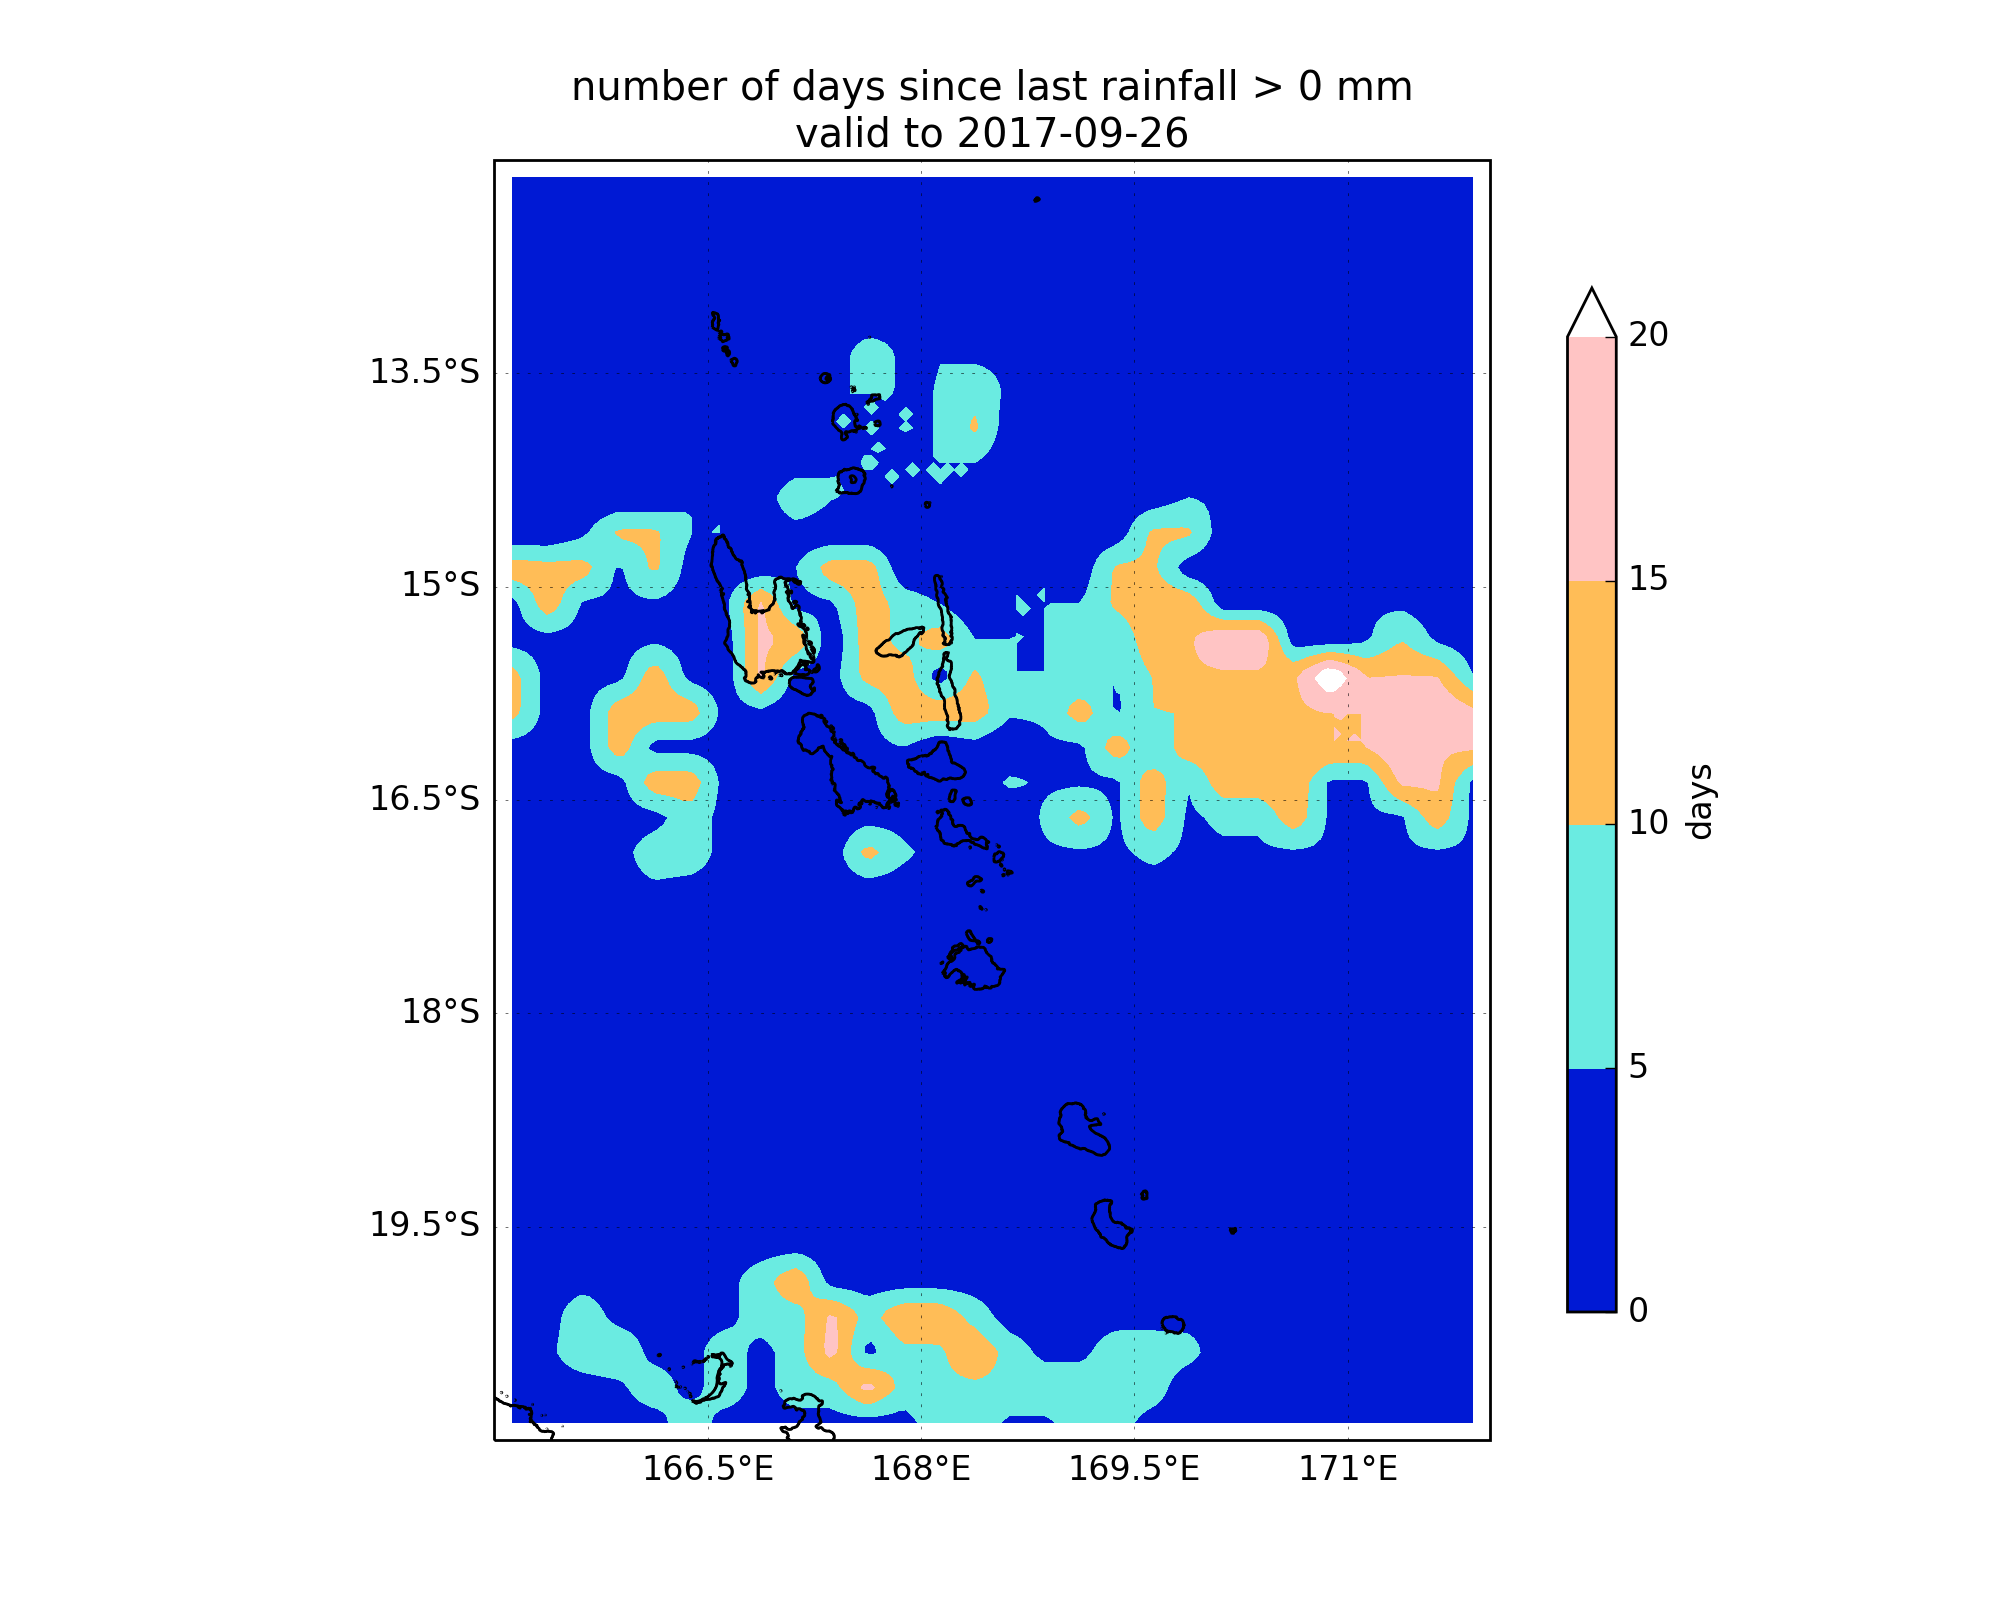 number of days since last rainfall > 0 mm
valid to 2017-09-26
13.5°S
15°S
16.5°S
18°S
19.5°S
166.5°E
168°E
169.5°E
171°E
20
15
10
5
0
days